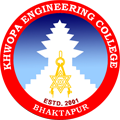 KHWOPA ENGINEERING COLLEGE
ESTD. 2001
BHAKTAPUR